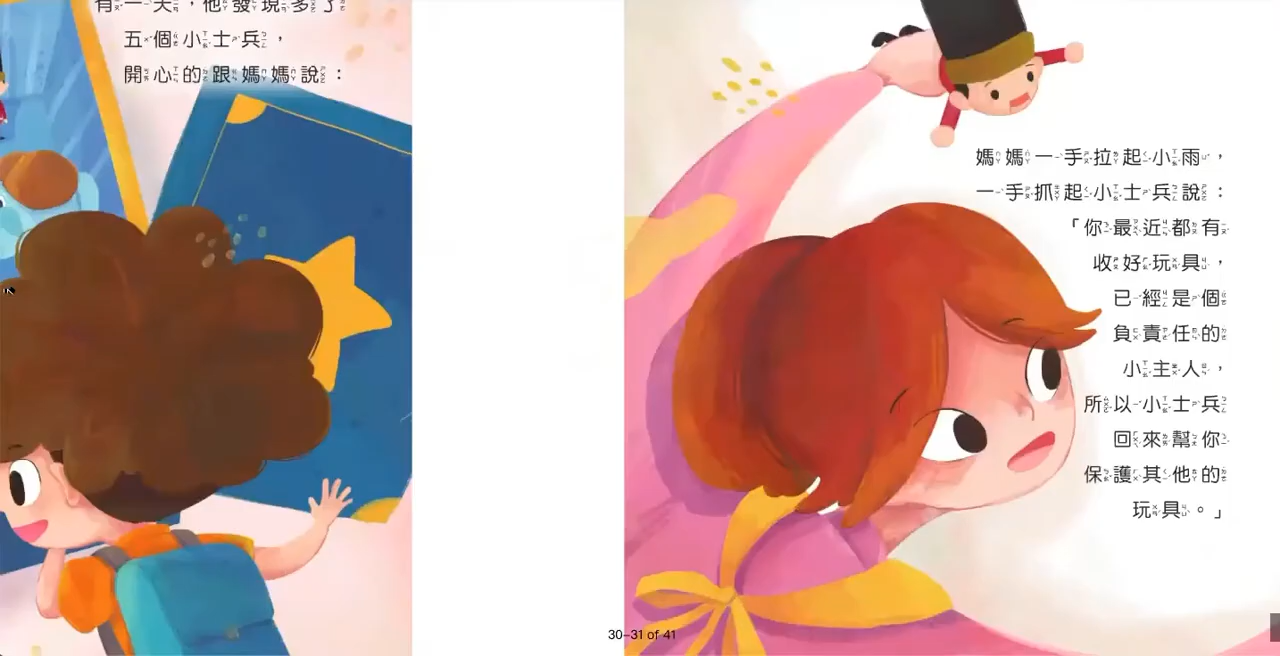 有一天，他發現多了
五個小士兵，
開心的跟媽媽說：
媽媽一手拉起小雨，
一手抓起小士兵說：
「你最近都有
收好玩具，
已經是個
負責任的
小主人，
所以小士兵
回來幫你
保護其他的
玩具。」
30–31 of 41